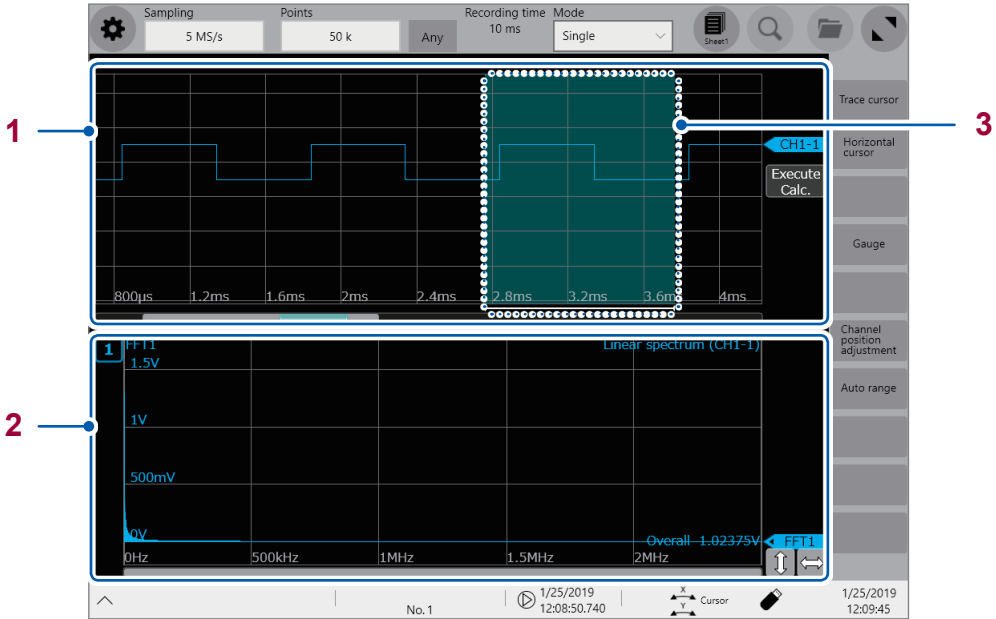 Sampling
Points
Recording time
Mode
5 MS/s
50 k
Any
10 ms
Single
Sheet1
1
3
CH1-1
Execute
Calc.
800µs 1.2ms 1.6ms 2ms 2.4ms 2.8ms 3.2ms 3.6m 4ms
Trace cursor
Horizontal
cursor
Gauge
Channel
position
adjustment
Auto range
2
1
FFT1
Linear spectrum (CH1-1)
1.5V
1V
500mV
0V
Overall 1.02375V
FFT1
0Hz 500kHz 1MHz 1.5MHz 2MHz
No. 1
1/25/2019
12:08:50.740
X
Y
Cursor
1/25/2019
12:09:45